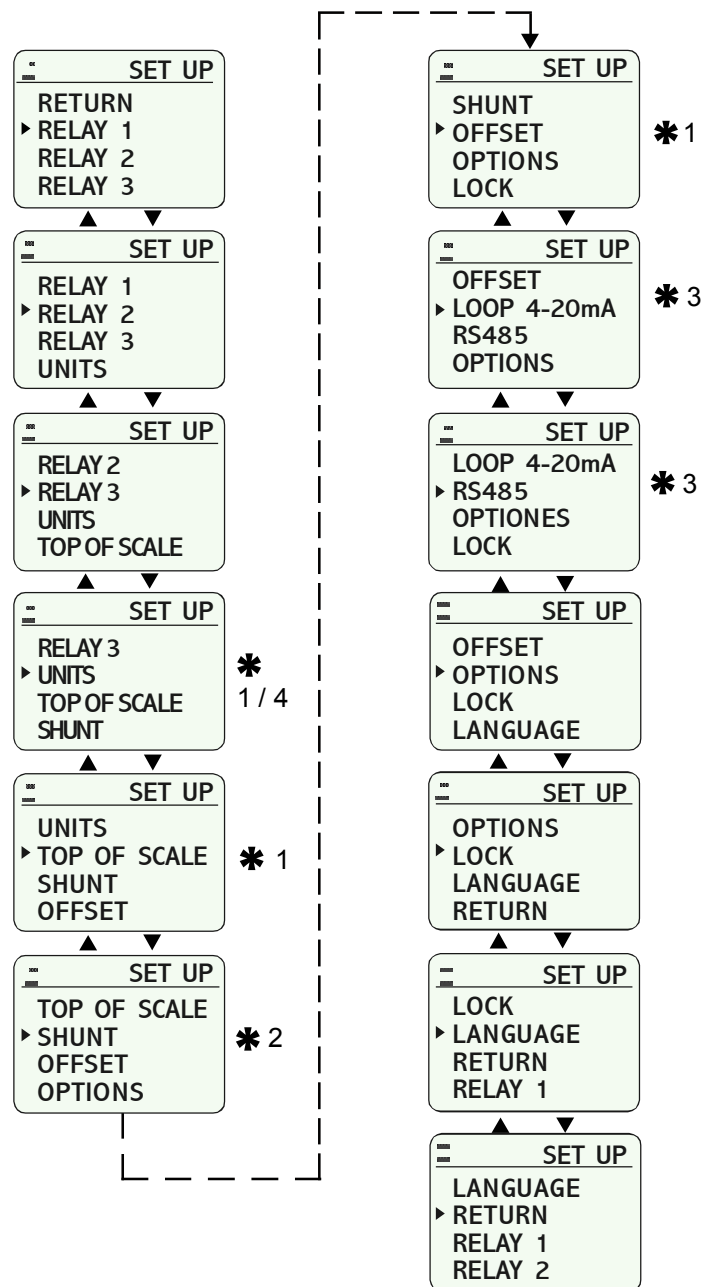 SET UP
RETURN
RELAY 1
RELAY 2
RELAY 3
SET UP
RELAY 1
RELAY 2
RELAY 3
UNITS
SET UP
RELAY 2
RELAY 3
UNITS
TOP OF SCALE
SET UP
RELAY 3
UNITS
TOP OF SCALE
SHUNT
✱
1 / 4
SET UP
UNITS
TOP OF SCALE
SHUNT
OFFSET
✱ 1
SET UP
TOP OF SCALE
SHUNT
OFFSET
OPTIONS
✱ 2
SET UP
SHUNT
OFFSET
OPTIONS
LOCK
✱ 1
SET UP
OFFSET
LOOP 4-20mA
RS485
OPTIONS
✱ 3
SET UP
LOOP 4-20mA
RS485
OPTIONES
LOCK
✱ 3
SET UP
OFFSET
OPTIONS
LOCK
LANGUAGE
SET UP
OPTIONS
LOCK
LANGUAGE
RETURN
SET UP
LOCK
LANGUAGE
RETURN
RELAY 1
SET UP
LANGUAGE
RETURN
RELAY 1
RELAY 2